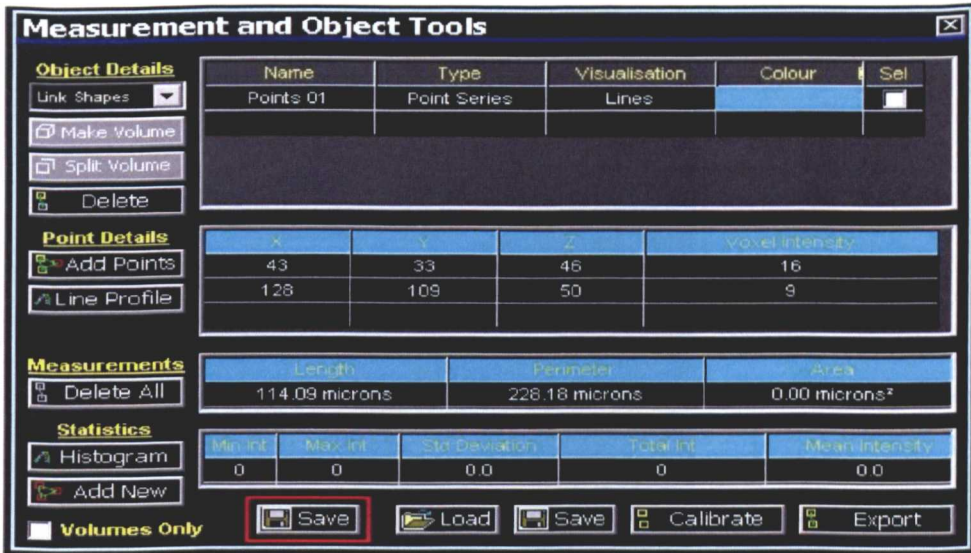 Measurement and Object Tools
Object Details
Link Shapes
Make Volume
Split Volume
Delete
Name Type Visualisation Colour Sel
Points 01 Point Series Lines
Point Details
Add Points
Line Profile
X Y Z Voxel Intensity
43 33 46 16
128 109 50 9
Measurements
Delete All
Length Perimeter Area
114.09 microns 228.18 microns 0.00 microns²
Statistics
Histogram
Add New
Min Int Max Int Std Deviation Total Int Mean Intensity
0 0 0.0 0 0.0
Volumes Only
Save Load Save Calibrate Export